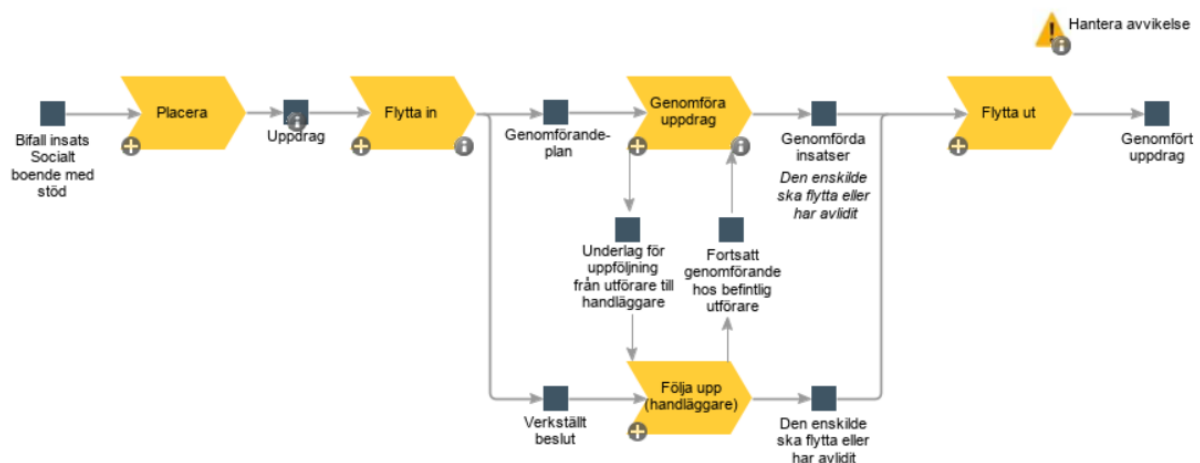 Hantera avvikelse
Placera
Uppdrag
Flytta in
Genomföra
uppdrag
Flytta ut
Bifall insats
Socialt
boende med
stöd
Genomförande-
plan
Genomförda
insatser
Den enskilde
ska flytta eller
har avlidit
Genomfört
uppdrag
Underlag för
uppföljning
från utförare till
handläggare
Fortsatt
genomförande
hos befintlig
utförare
Följa upp
(handläggare)
Verkställt
beslut
Den enskilde
ska flytta eller
har avlidit